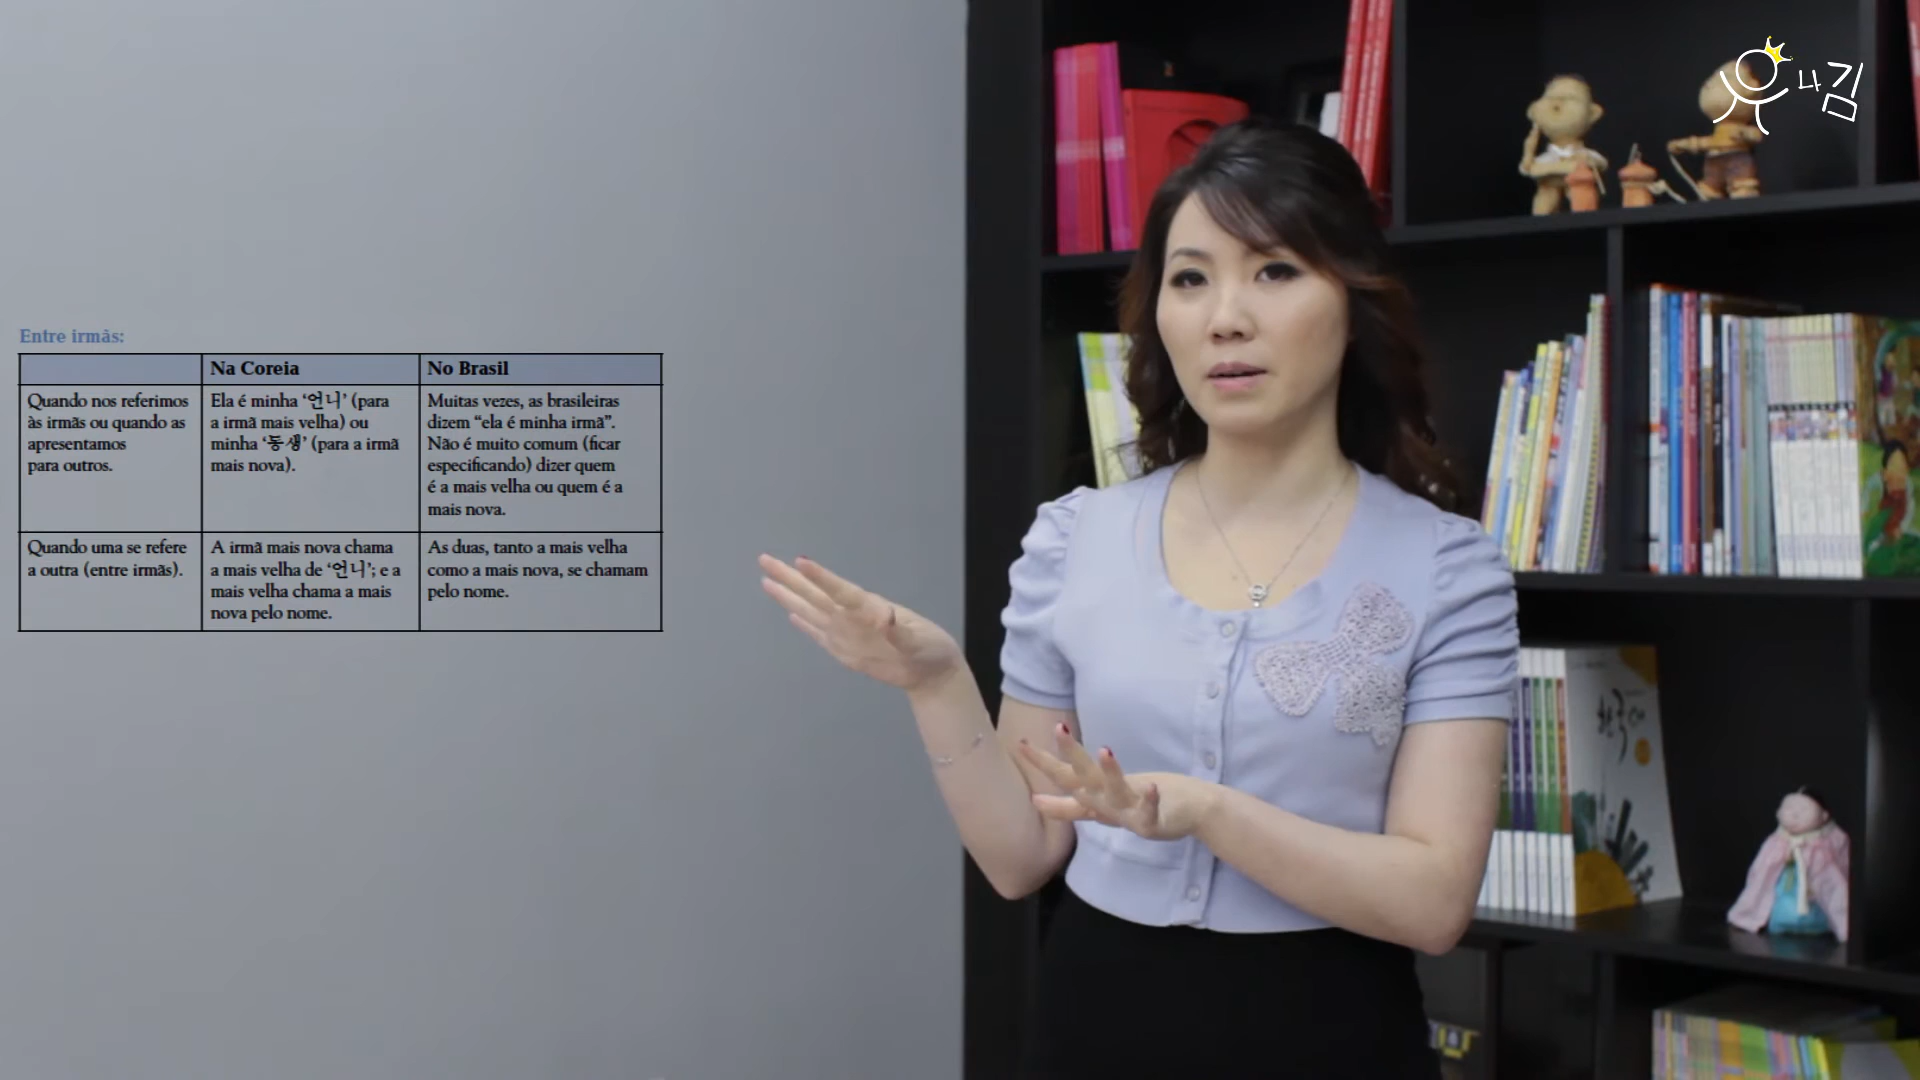 나김
Entre irmãs:
Na Coreia
No Brasil
Quando nos referimos
às irmãs ou quando as
apresentamos
para outros.
Ela é minha ‘언니’ (para
a irmã mais velha) ou
minha ‘동생’ (para a irmã
mais nova).
Muitas vezes, as brasileiras
dizem “ela é minha irmã”.
Não é muito comum (ficar
especificando) dizer quem
é a mais velha ou quem é a
mais nova.
Quando uma se refere
a outra (entre irmãs).
A irmã mais nova chama
a mais velha de ‘언니’; e a
mais velha chama a mais
nova pelo nome.
As duas, tanto a mais velha
como a mais nova, se chamam
pelo nome.